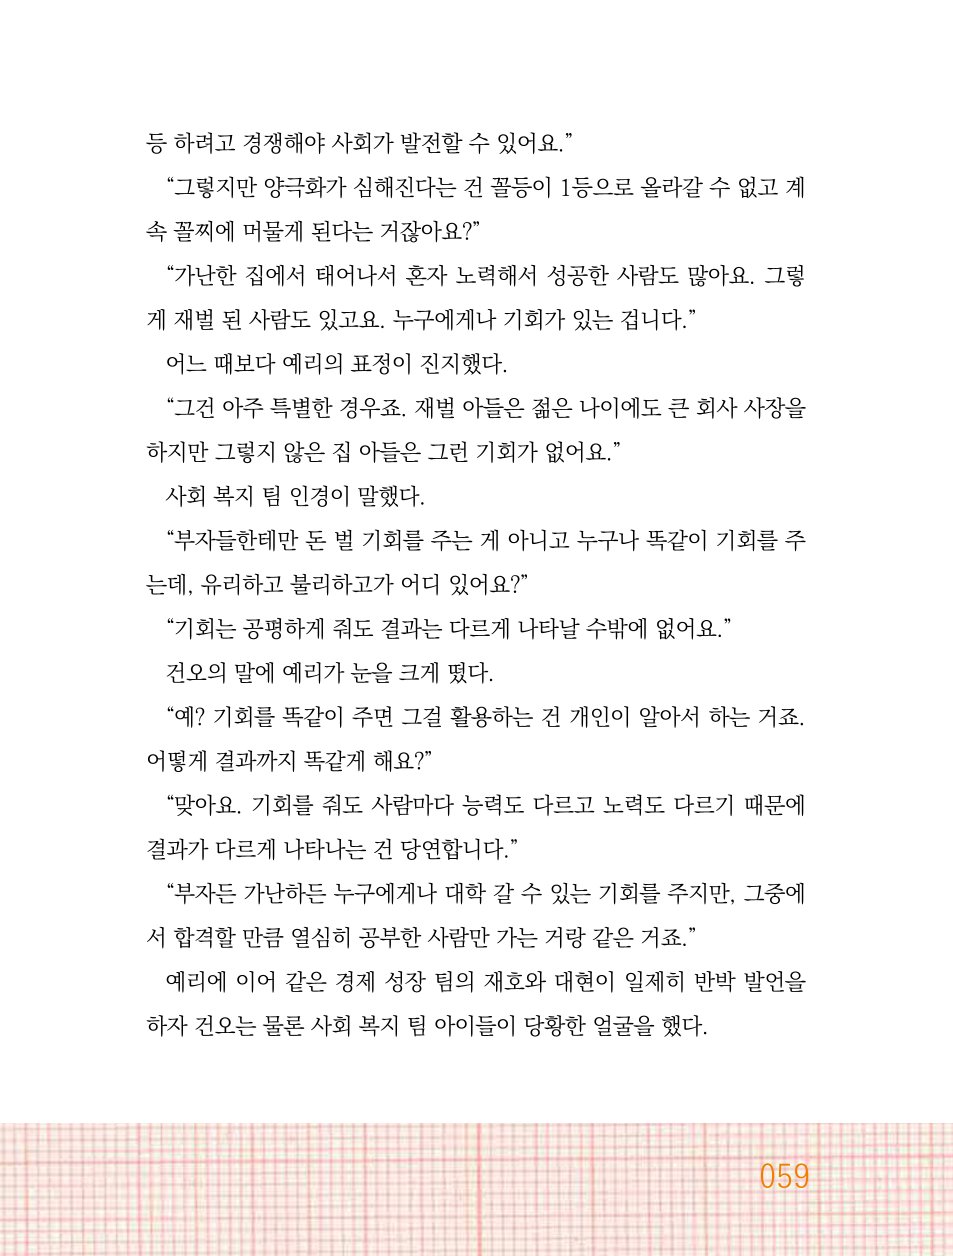 등 하려고 경쟁해야 사회가 발전할 수 있어요.”
“그렇지만 양극화가 심해진다는 건 꼴등이 1등으로 올라갈 수 없고 계
속 꼴찌에 머물게 된다는 거잖아요?”
“가난한 집에서 태어나서 혼자 노력해서 성공한 사람도 많아요. 그렇
게 재벌 된 사람도 있고요. 누구에게나 기회가 있는 겁니다.”
어느 때보다 예리의 표정이 진지했다.
“그건 아주 특별한 경우죠. 재벌 아들은 젊은 나이에도 큰 회사 사장을
하지만 그렇지 않은 집 아들은 그런 기회가 없어요.”
사회 복지 팀 인경이 말했다.
“부자들한테만 돈 벌 기회를 주는 게 아니고 누구나 똑같이 기회를 주
는데, 유리하고 불리하고가 어디 있어요?”
“기회는 공평하게 줘도 결과는 다르게 나타날 수밖에 없어요.”
건오의 말에 예리가 눈을 크게 떴다.
“예? 기회를 똑같이 주면 그걸 활용하는 건 개인이 알아서 하는 거죠.
어떻게 결과까지 똑같게 해요?”
“맞아요. 기회를 줘도 사람마다 능력도 다르고 노력도 다르기 때문에
결과가 다르게 나타나는 건 당연합니다.”
“부자든 가난하든 누구에게나 대학 갈 수 있는 기회를 주지만, 그중에
서 합격할 만큼 열심히 공부한 사람만 가는 거랑 같은 거죠.”
예리에 이어 같은 경제 성장 팀의 재호와 대현이 일제히 반박 발언을
하자 건오는 물론 사회 복지 팀 아이들이 당황한 얼굴을 했다.
059